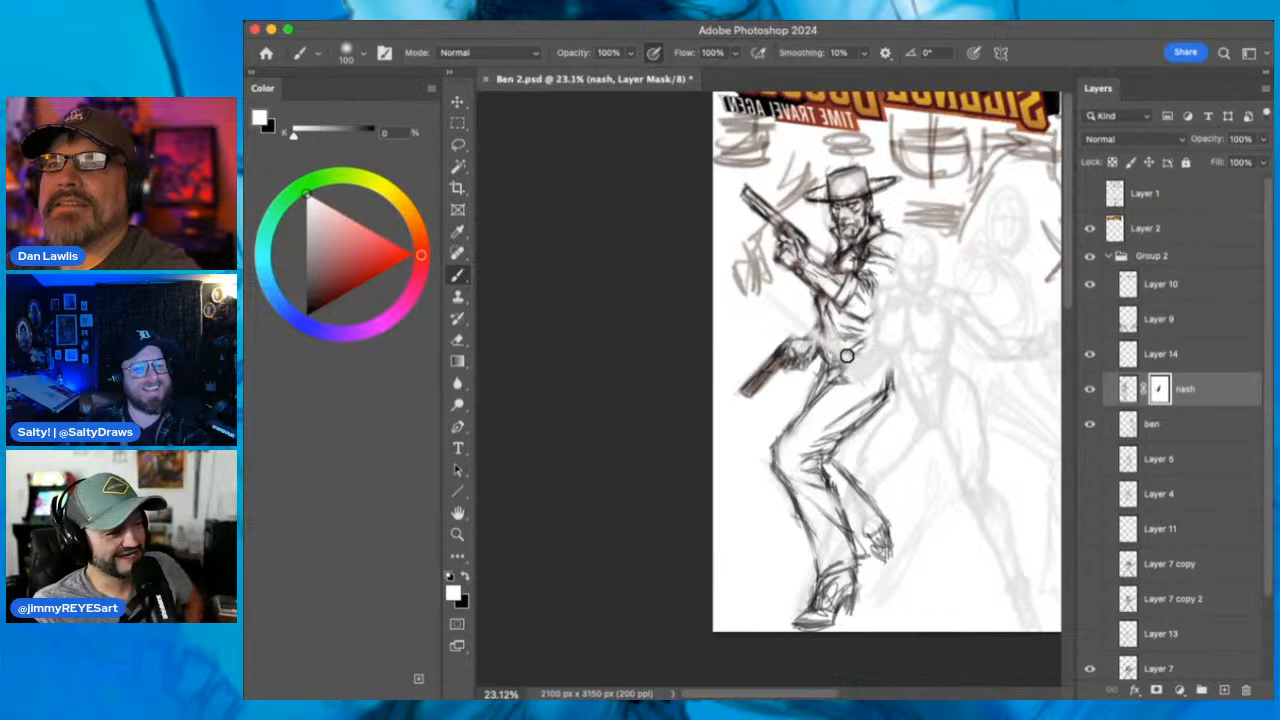 Adobe Photoshop 2024
100
Mode: Normal
Opacity: 100%
Flow: 100%
Smoothing: 10%
0°
Share
Ben 2.psd @ 23.1% (nash, Layer Mask/8) *
Color
K
0
%
Layers
Kind
Normal
Opacity: 100%
Lock:
Fill: 100%
Layer 1
Layer 2
Group 2
Layer 10
Layer 9
Layer 14
nash
ben
Layer 5
Layer 4
Layer 11
Layer 7 copy
Layer 7 copy 2
Layer 13
Layer 7
TIME TRAVEL AGEN
Dan Lawlis
Salty! | @SaltyDraws
@jimmyREYESart
23.12%
2100 px x 3150 px (200 ppi)